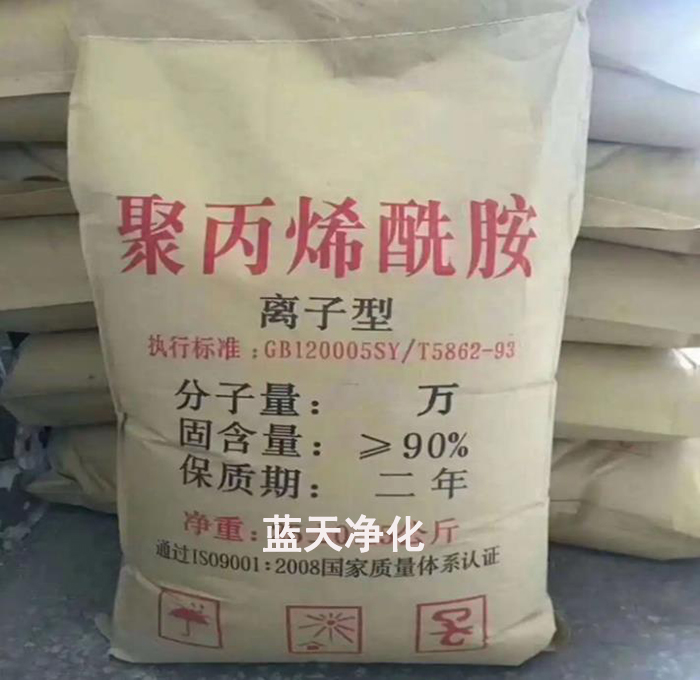 聚丙烯酰胺
离子型
执行标准:GB120005SY/T5862-93
分子量: 万
固含量:≥90%
保质期:二年
净重: 公斤
蓝天净化
通过ISO9001:2008国家质量体系认证